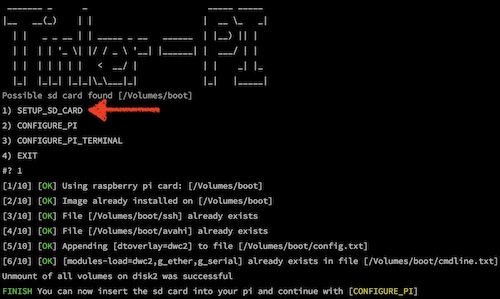 Tinker-PI
Possible sd card found [/Volumes/boot]
1) SETUP_SD_CARD
2) CONFIGURE_PI
3) CONFIGURE_PI_TERMINAL
4) EXIT
#? 1
[1/10] [OK] Using raspberry pi card: [/Volumes/boot]
[2/10] [OK] Image already installed on [/Volumes/boot]
[3/10] [OK] File [/Volumes/boot/ssh] already exists
[4/10] [OK] File [/Volumes/boot/avahi] already exists
[5/10] [OK] Appending [dtoverlay=dwc2] to file [/Volumes/boot/config.txt]
[6/10] [OK] [modules-load=dwc2,g_ether,g_serial] already exists in file [/Volumes/boot/cmdline.txt]
Unmount of all volumes on disk2 was successful
FINISH You can now insert the sd card into your pi and continue with [CONFIGURE_PI]